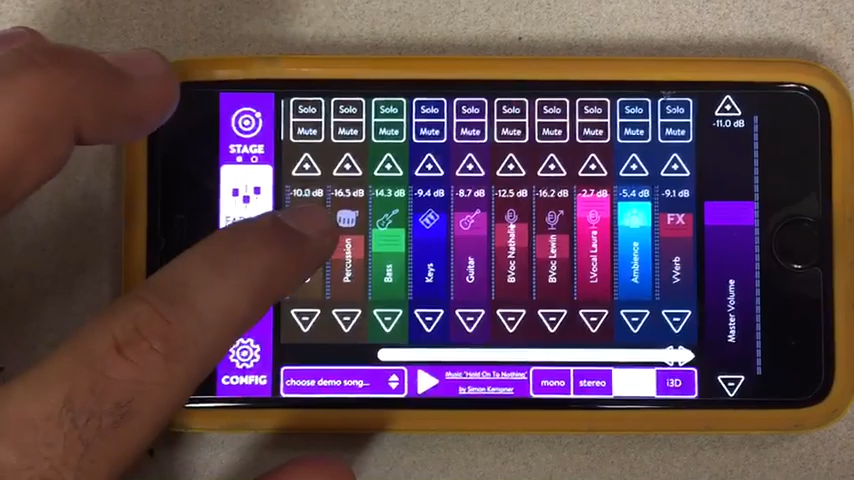 Solo Solo Solo Solo Solo Solo Solo Solo Solo Solo
Mute Mute Mute Mute Mute Mute Mute Mute Mute Mute
-11.0 dB
STAGE
-10.0 dB -16.5 dB -14.3 dB -9.4 dB -8.7 dB -12.5 dB -16.2 dB -2.7 dB -5.4 dB -9.1 dB
FX
Percussion
Bass
Keys
Guitar
BVoc Nathalie
BVoc Lewin
LVocal Laura
Ambience
VVerb
Master Volume
CONFIG
choose demo song...
Music "Hold On To Nothing"
by Simon Kempner
mono stereo i3D